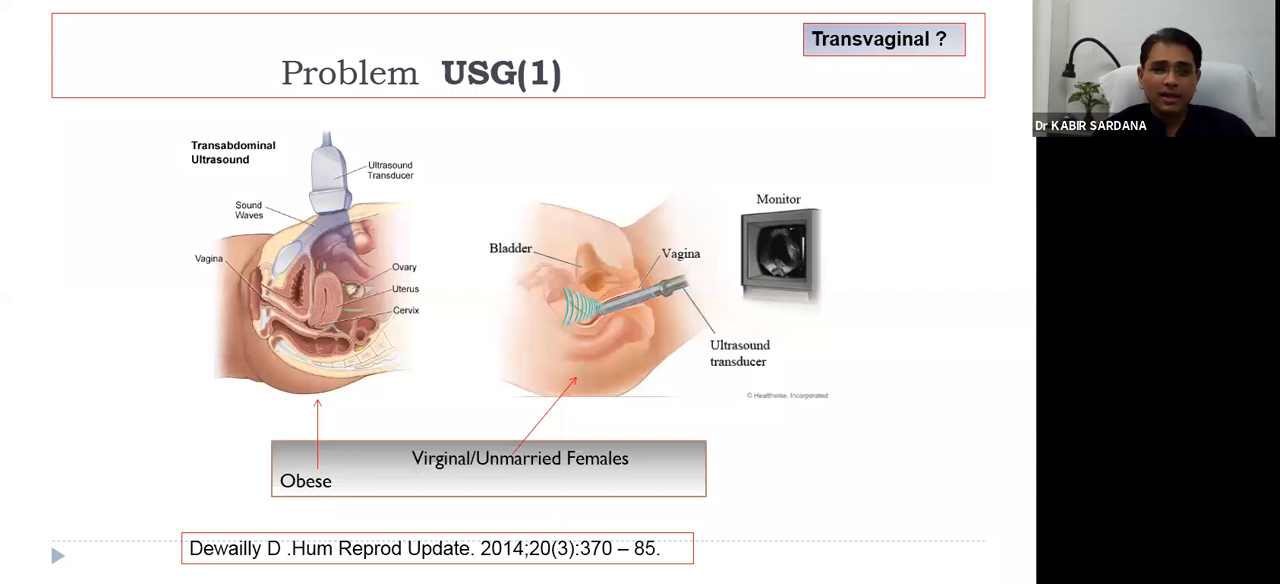 Transvaginal ?
Problem USG(1)
Dr KABIR SARDANA
Transabdominal
Ultrasound
Ultrasound
Transducer
Sound
Waves
Vagina
Ovary
Uterus
Cervix
Bladder
Vagina
Monitor
Ultrasound
transducer
© Healthwise, Incorporated
Virginal/Unmarried Females
Obese
Dewailly D .Hum Reprod Update. 2014;20(3):370 – 85.